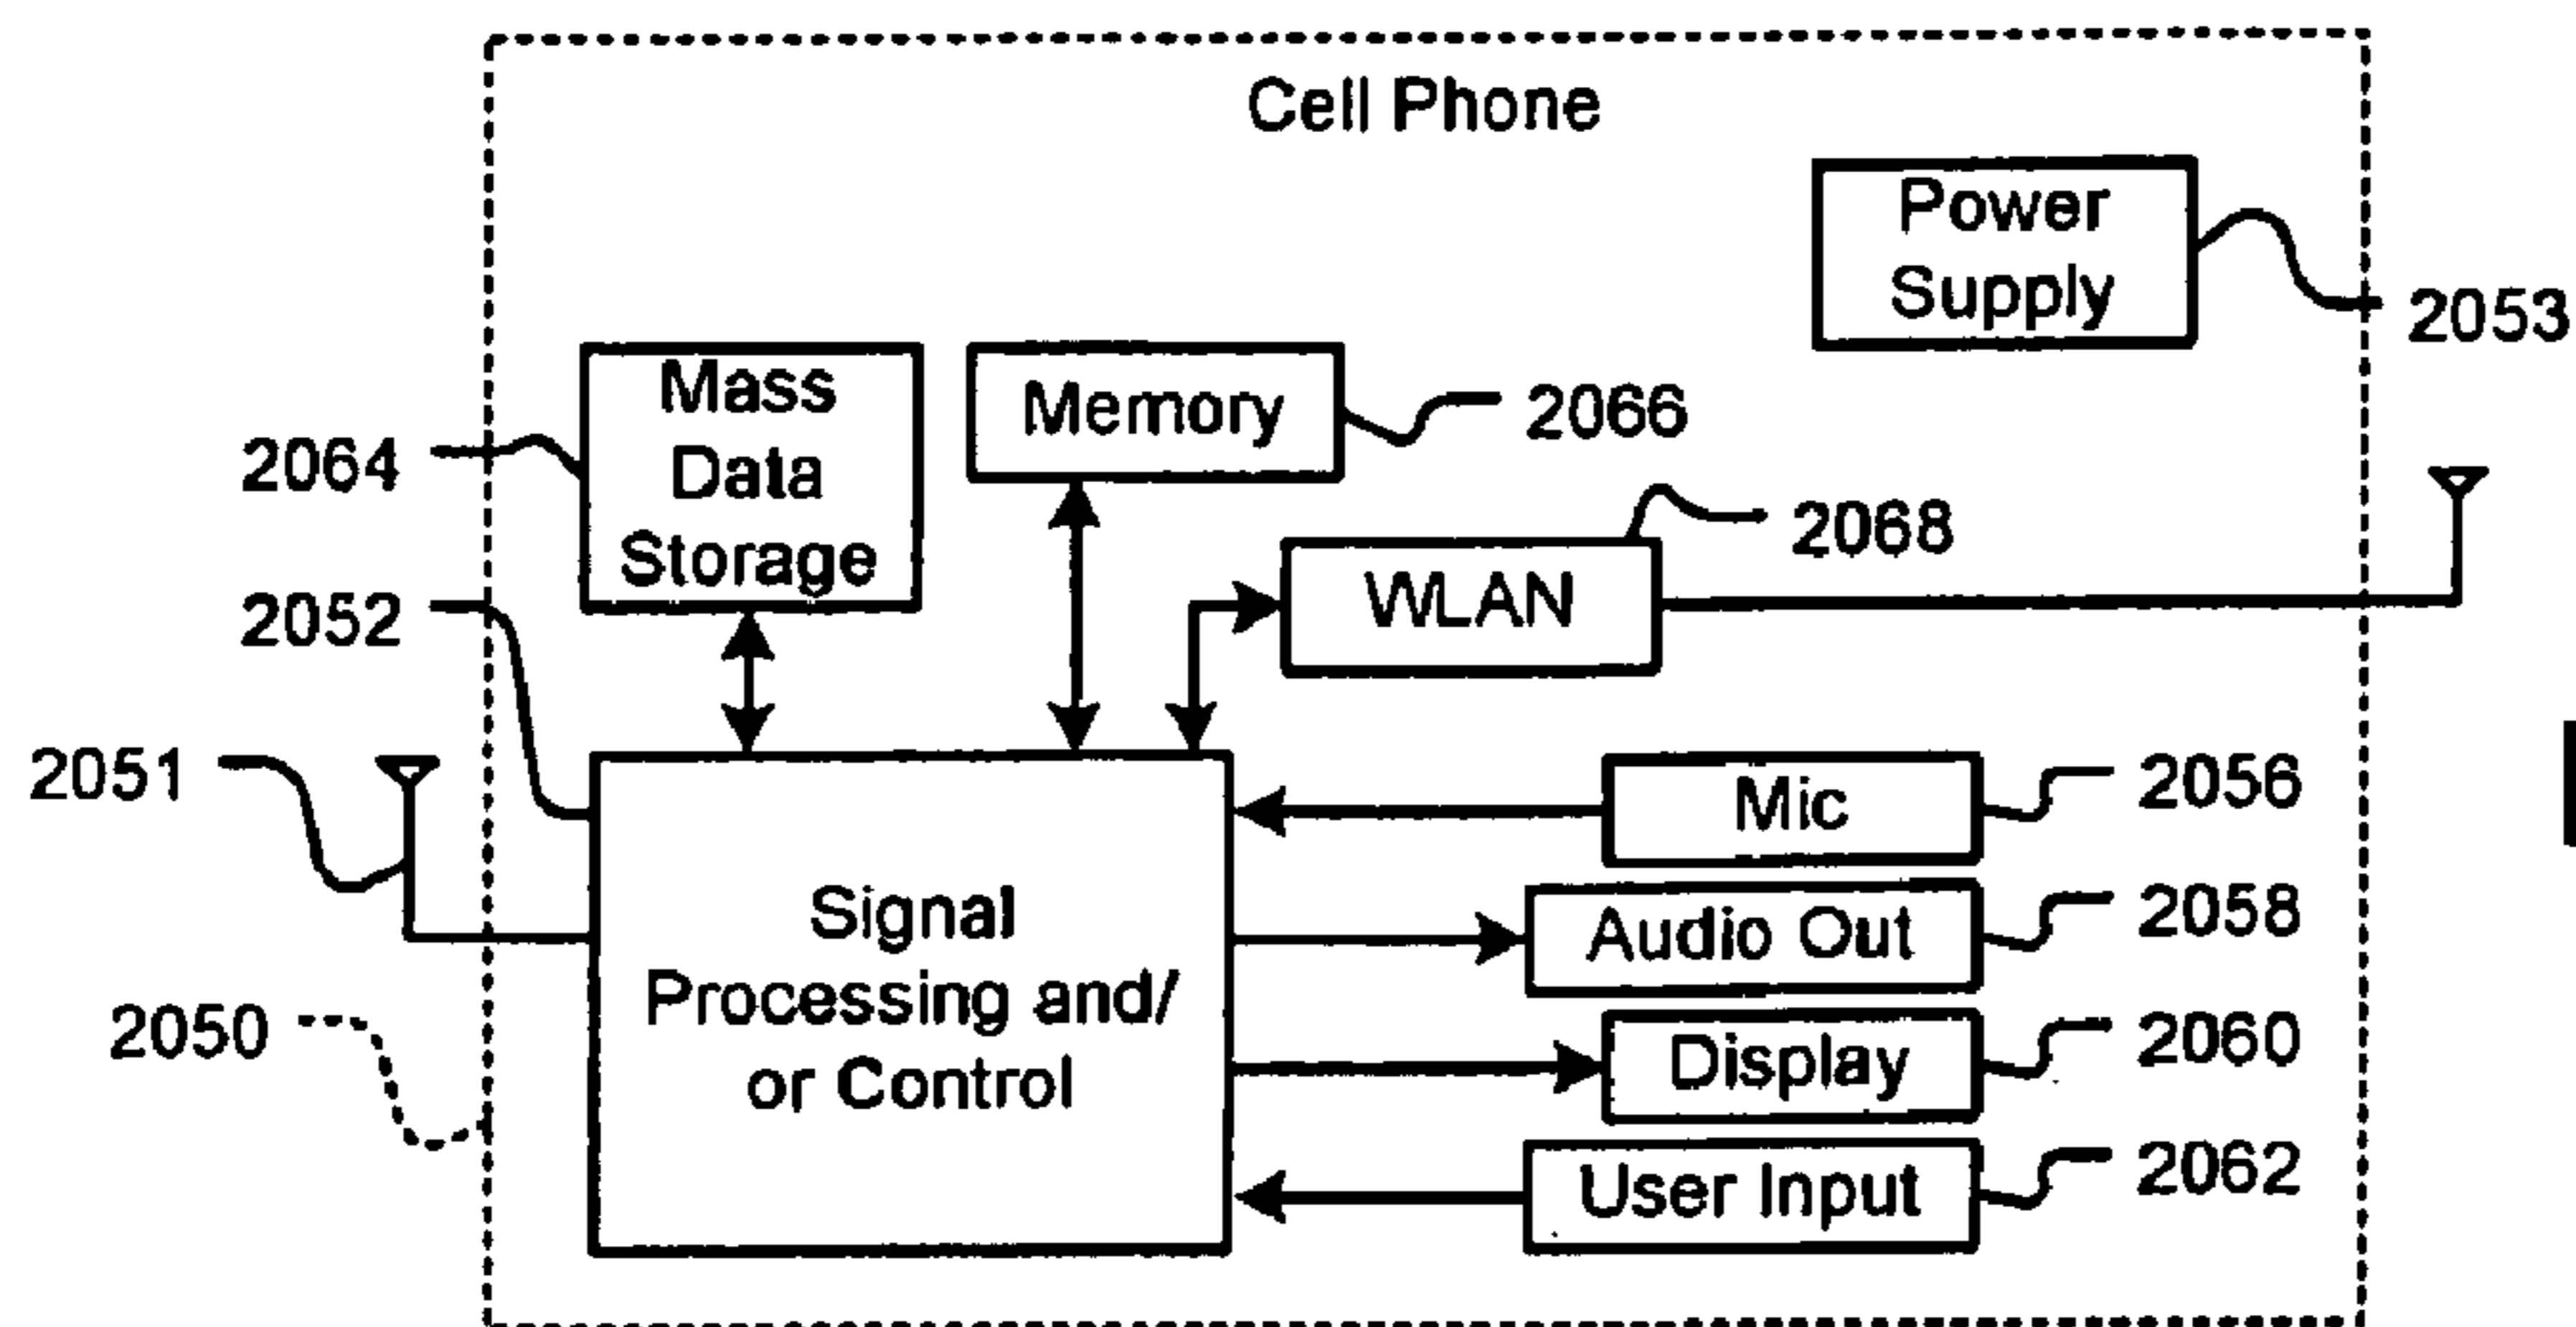 Cell Phone
Power
Supply
2053
Mass
Data
Storage
2064
Memory
2066
2068
WLAN
2052
2051
Mic
2056
Signal
Processing and/
or Control
Audio Out
2058
2050
Display
2060
User Input
2062